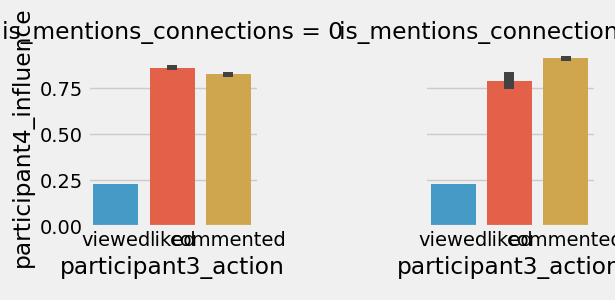 is_mentions_connections = 0
is_mentions_connection
participant4_influence
0.75
0.50
0.25
0.00
viewed
liked
commented
viewed
liked
commented
participant3_action
participant3_action